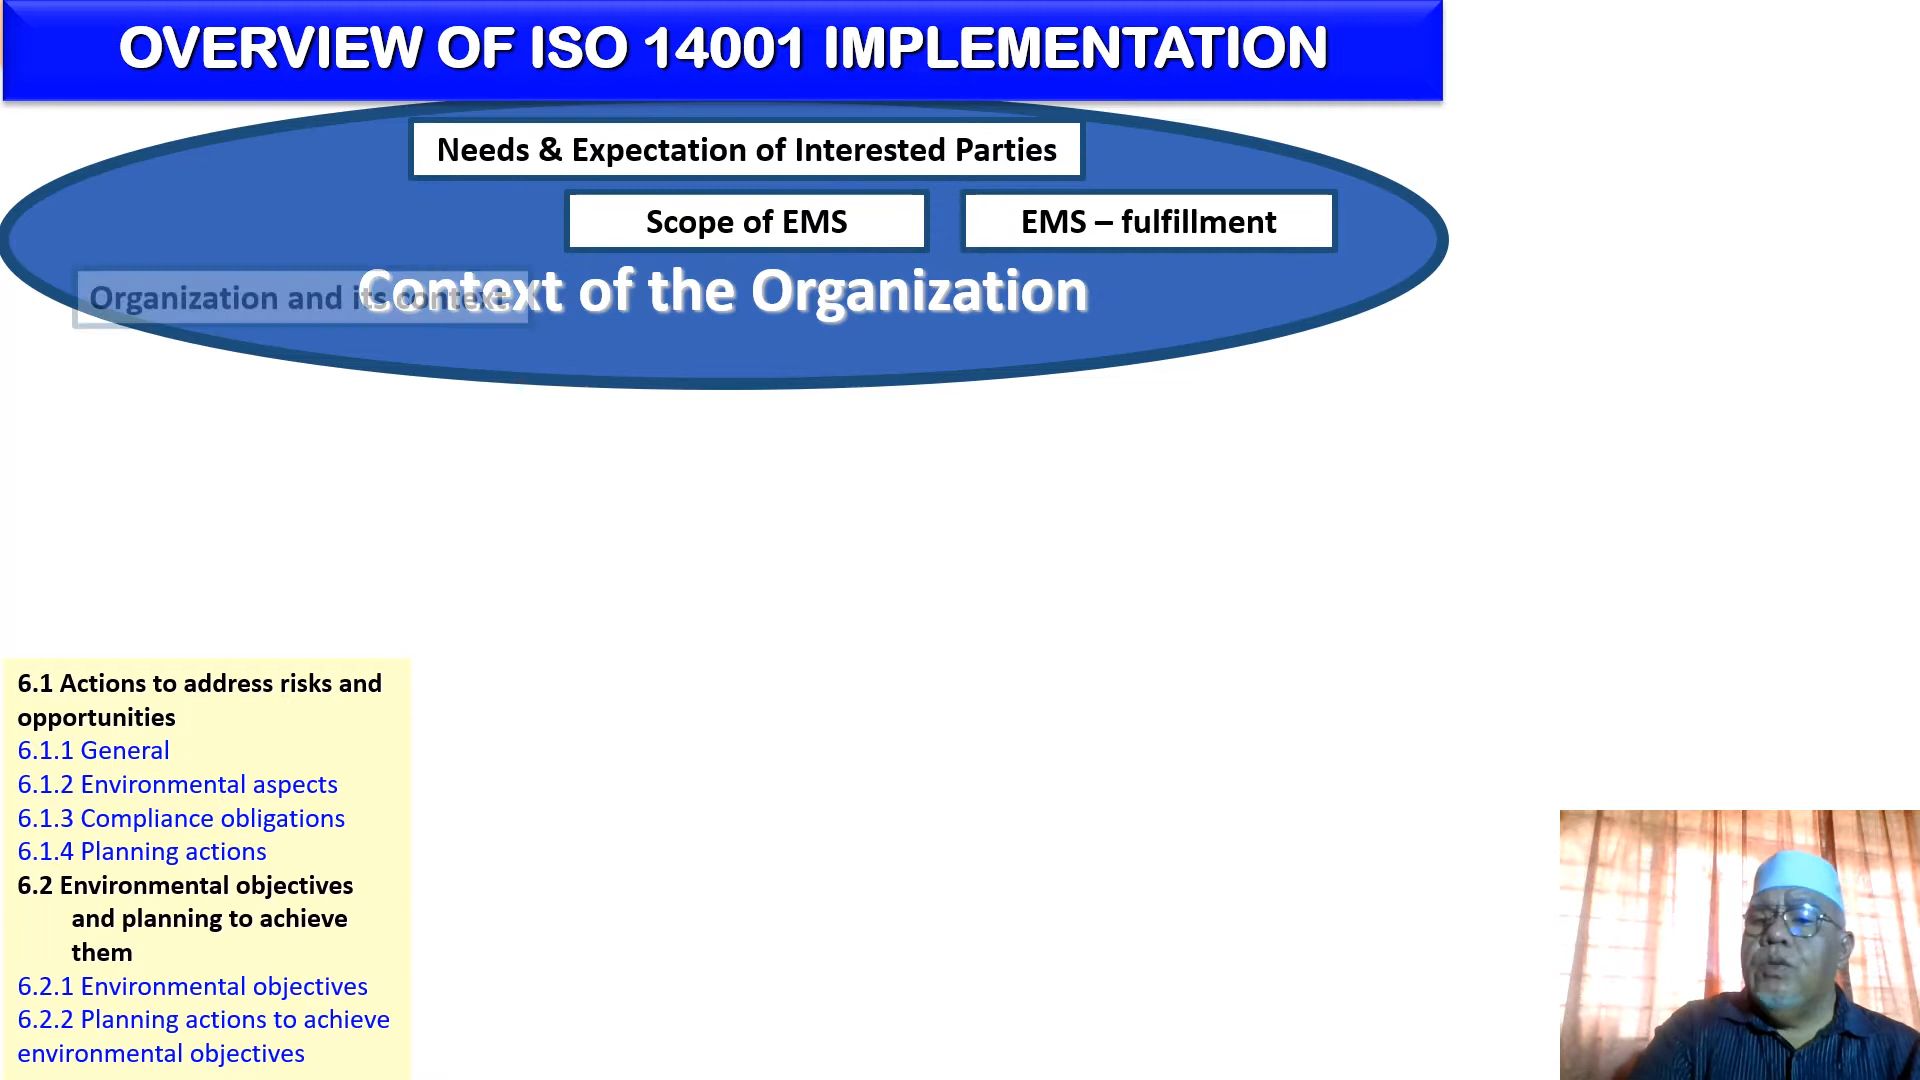 OVERVIEW OF ISO 14001 IMPLEMENTATION
Needs & Expectation of Interested Parties
Scope of EMS
EMS – fulfillment
Organization and its context
Context of the Organization
6.1 Actions to address risks and
opportunities
6.1.1 General
6.1.2 Environmental aspects
6.1.3 Compliance obligations
6.1.4 Planning actions
6.2 Environmental objectives
and planning to achieve
them
6.2.1 Environmental objectives
6.2.2 Planning actions to achieve
environmental objectives